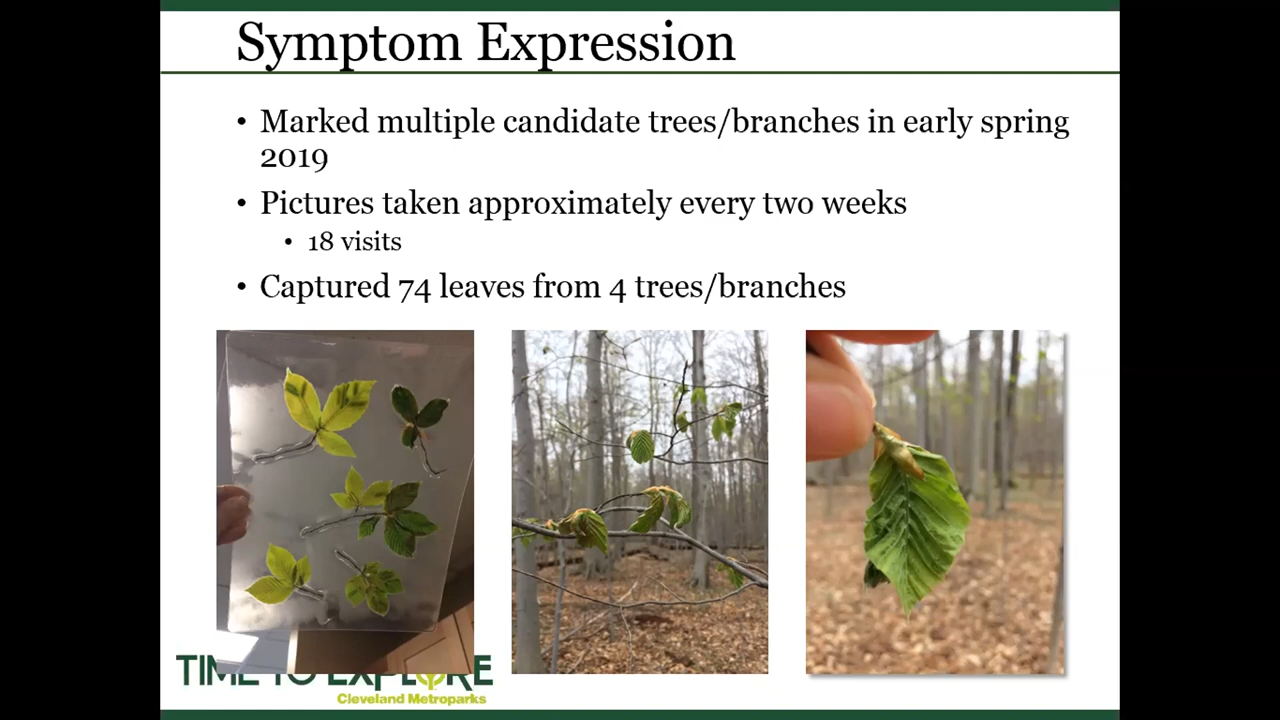 Symptom Expression
• Marked multiple candidate trees/branches in early spring
2019
• Pictures taken approximately every two weeks
• 18 visits
• Captured 74 leaves from 4 trees/branches
TIME TO EXPLORE
Cleveland Metroparks